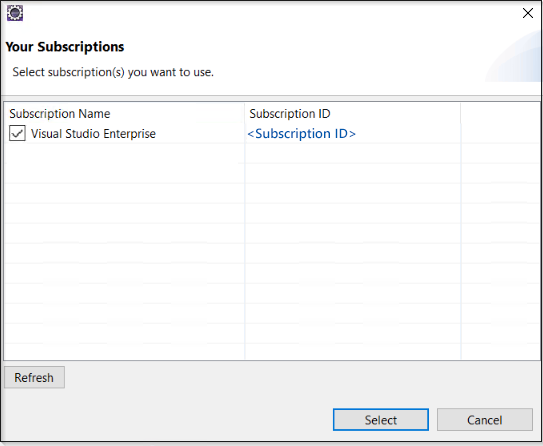 Your Subscriptions
Select subscription(s) you want to use.
Subscription Name Subscription ID
Visual Studio Enterprise <Subscription ID>
Refresh
Select Cancel